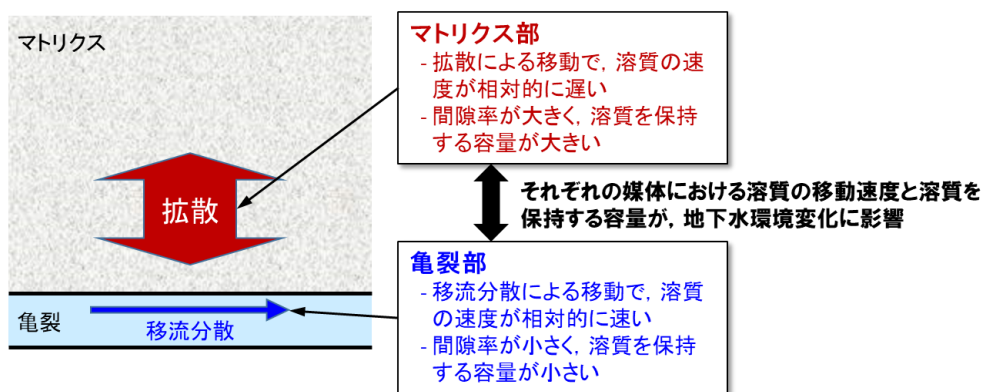 マトリクス
拡散
亀裂
移流分散
マトリクス部
- 拡散による移動で, 溶質の速
度が相対的に遅い
- 間隙率が大きく, 溶質を保持
する容量が大きい
それぞれの媒体における溶質の移動速度と溶質を
保持する容量が, 地下水環境変化に影響
亀裂部
- 移流分散による移動で, 溶質
の速度が相対的に速い
- 間隙率が小さく, 溶質を保持
する容量が小さい